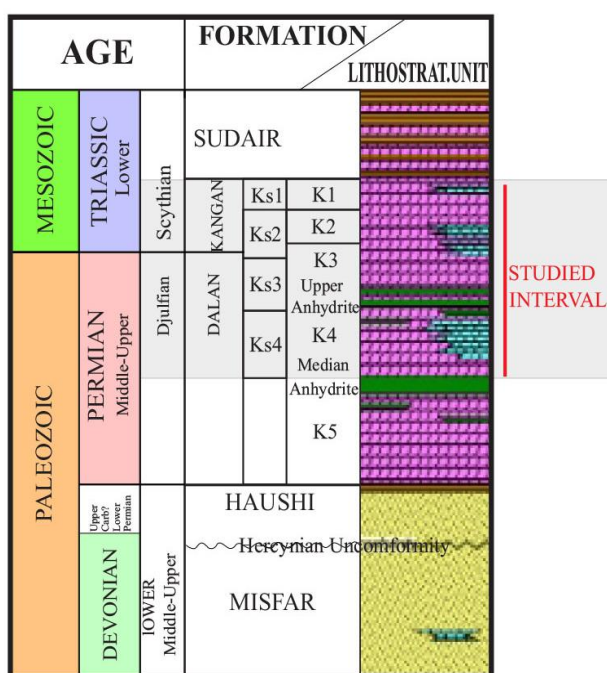 AGE
FORMATION
LITHOSTRAT.UNIT
MESOZOIC
PALEOZOIC
TRIASSIC
Lower
PERMIAN
Middle-Upper
Upper
Carb?
Lower
Permian
DEVONIAN
Scythian
Djulfian
lOWER
Middle-Upper
SUDAIR
KANGAN
DALAN
Ks1
Ks2
Ks3
Ks4
K1
K2
K3
Upper
Anhydrite
K4
Median
Anhydrite
K5
HAUSHI
Hercynian Uncomformity
MISFAR
STUDIED
INTERVAL